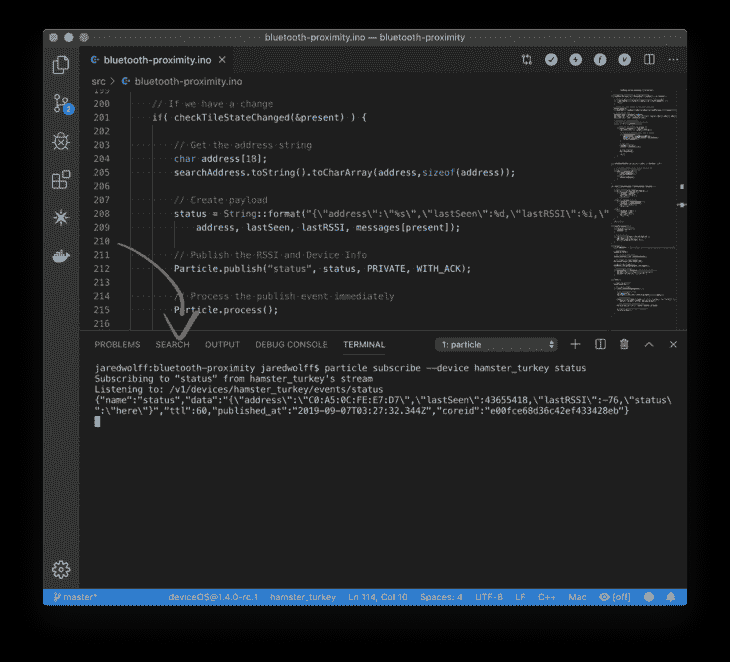 bluetooth-proximity.ino — bluetooth-proximity
bluetooth-proximity.ino
src > bluetooth-proximity.ino
199
200 // If we have a change
201 if( checkTileStateChanged(&present) ) {
202
203 // Get the address string
204 char address[18];
205 searchAddress.toString().toCharArray(address,sizeof(address));
206
207 // Create payload
208 status = String::format("{\"address\":\"%s\",\"lastSeen\":%d,\"lastRSSI\":%i,\"
209 address, lastSeen, lastRSSI, messages[present]);
210
211 // Publish the RSSI and Device Info
212 Particle.publish("status", status, PRIVATE, WITH_ACK);
213
214 // Process the publish event immediately
215 Particle.process();
216
2
PROBLEMS SEARCH OUTPUT DEBUG CONSOLE TERMINAL 1: particle
jaredwolff:bluetooth-proximity jaredwolff$ particle subscribe --device hamster_turkey status
Subscribing to "status" from hamster_turkey's stream
Listening to: /v1/devices/hamster_turkey/events/status
{"name":"status","data":"{\"address\":\"C0:A5:0C:FE:E7:D7\",\"lastSeen\":43655418,\"lastRSSI\":-76,\"status\
":\"here\"}","ttl":60,"published_at":"2019-09-07T03:27:32.344Z","coreid":"e00fce68d36c42ef433428eb"}
master* deviceOS@1.4.0-rc.1 hamster_turkey Ln 114, Col 10 Spaces: 4 UTF-8 LF C++ Mac [off]